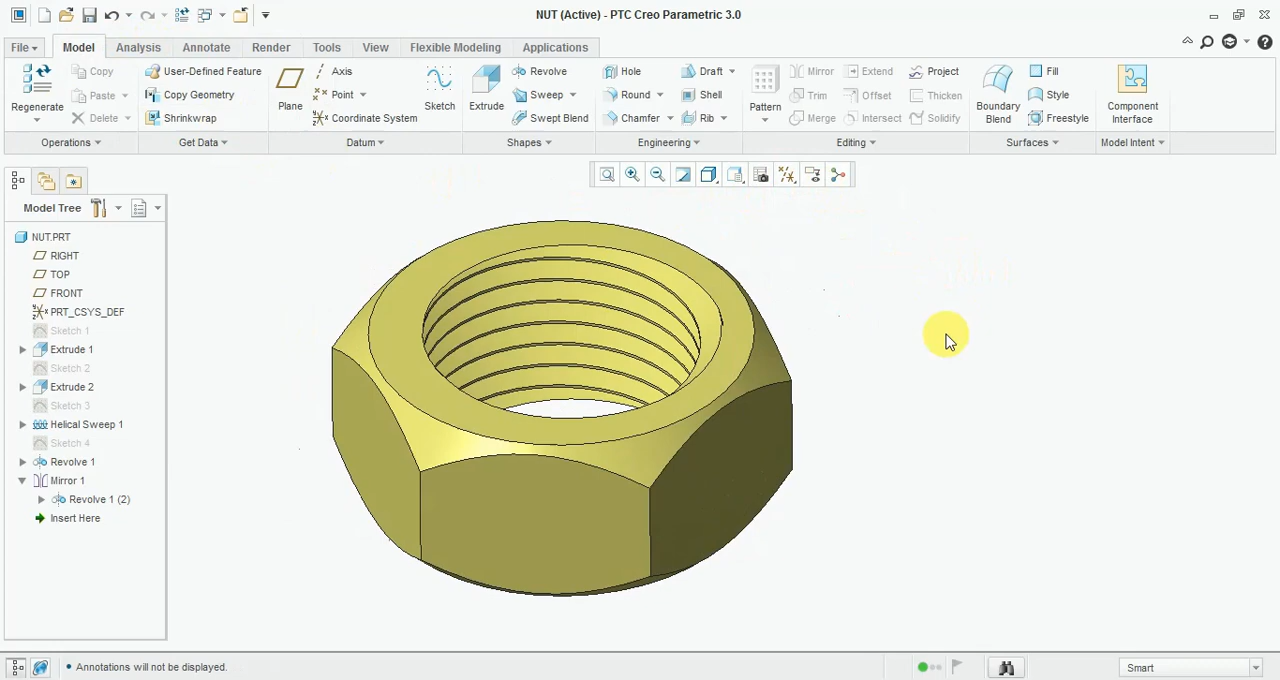 NUT (Active) - PTC Creo Parametric 3.0
File Model Analysis Annotate Render Tools View Flexible Modeling Applications
Regenerate
Copy
Paste
Delete
Operations
User-Defined Feature
Copy Geometry
Shrinkwrap
Get Data
Plane
Axis
Point
Coordinate System
Datum
Sketch
Extrude
Revolve
Sweep
Swept Blend
Shapes
Hole
Round
Chamfer
Draft
Shell
Rib
Engineering
Pattern
Mirror
Trim
Merge
Extend
Offset
Intersect
Project
Thicken
Solidify
Editing
Boundary
Blend
Fill
Style
Freestyle
Surfaces
Component
Interface
Model Intent
Model Tree
NUT.PRT
RIGHT
TOP
FRONT
PRT_CSYS_DEF
Sketch 1
Extrude 1
Sketch 2
Extrude 2
Sketch 3
Helical Sweep 1
Sketch 4
Revolve 1
Mirror 1
Revolve 1 (2)
Insert Here
• Annotations will not be displayed.
Smart